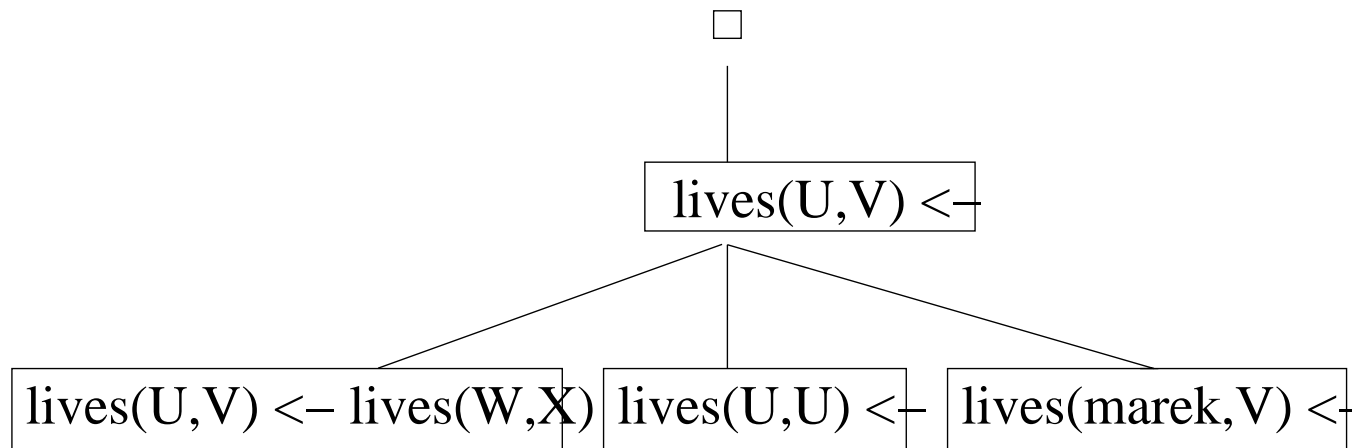 lives(U,V) <–
lives(U,V) <– lives(W,X) lives(U,U) <– lives(marek,V) <–